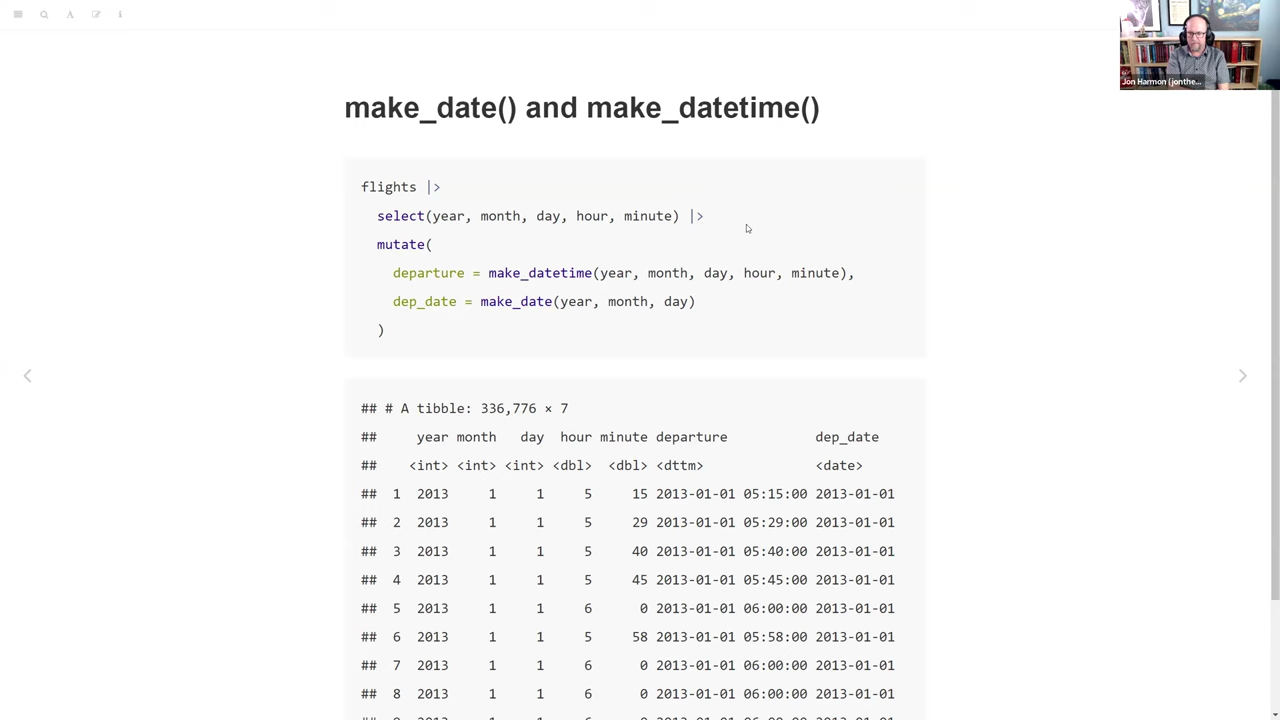 Jon Harmon (jonthe...
make_date() and make_datetime()
flights |>
select(year, month, day, hour, minute) |>
mutate(
departure = make_datetime(year, month, day, hour, minute),
dep_date = make_date(year, month, day)
)
## # A tibble: 336,776 × 7
## year month day hour minute departure dep_date
## <int> <int> <int> <dbl> <dbl> <dttm> <date>
## 1 2013 1 1 5 15 2013-01-01 05:15:00 2013-01-01
## 2 2013 1 1 5 29 2013-01-01 05:29:00 2013-01-01
## 3 2013 1 1 5 40 2013-01-01 05:40:00 2013-01-01
## 4 2013 1 1 5 45 2013-01-01 05:45:00 2013-01-01
## 5 2013 1 1 6 0 2013-01-01 06:00:00 2013-01-01
## 6 2013 1 1 5 58 2013-01-01 05:58:00 2013-01-01
## 7 2013 1 1 6 0 2013-01-01 06:00:00 2013-01-01
## 8 2013 1 1 6 0 2013-01-01 06:00:00 2013-01-01